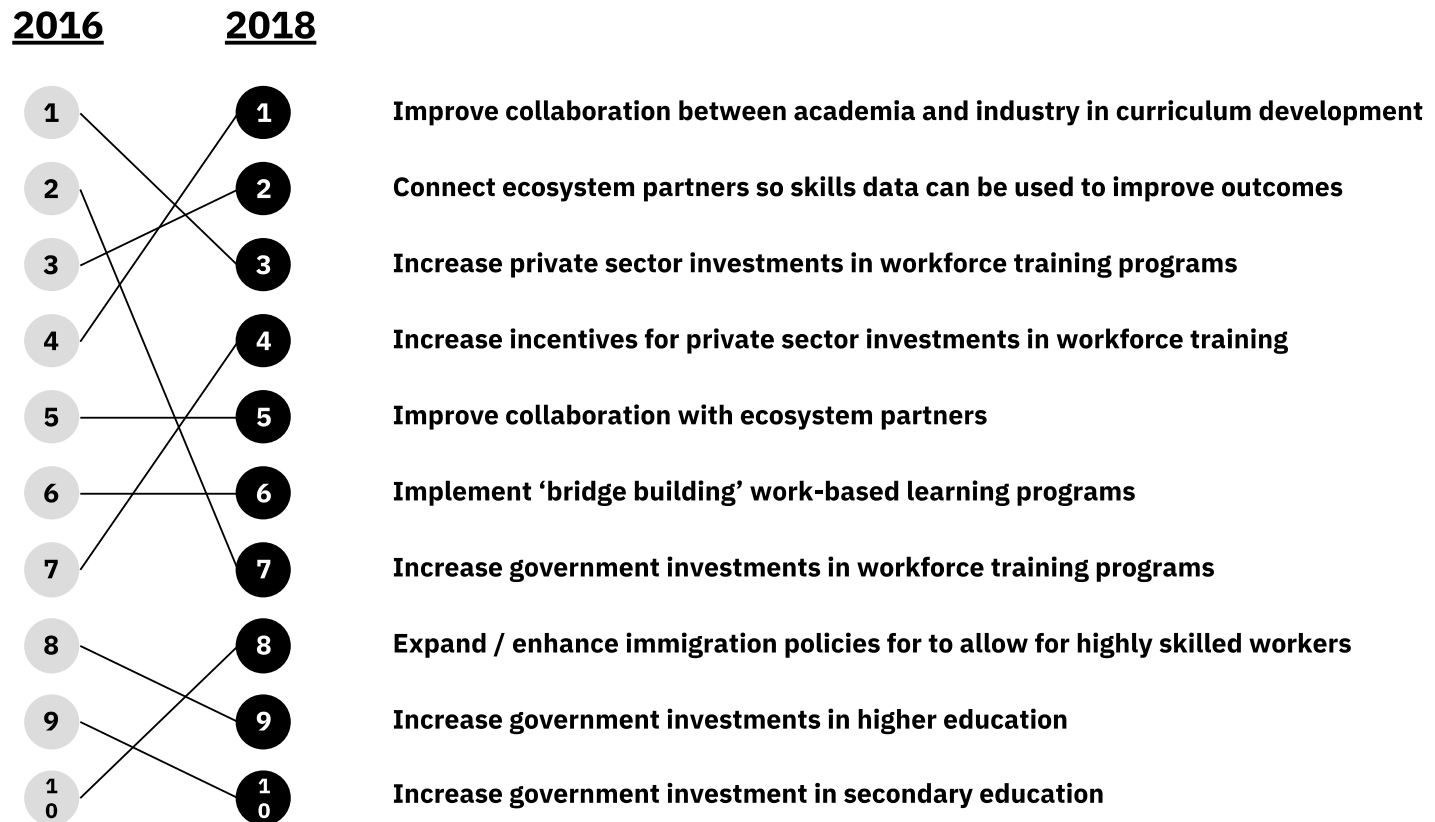 2016 2018
1 1 Improve collaboration between academia and industry in curriculum development
2 2 Connect ecosystem partners so skills data can be used to improve outcomes
3 3 Increase private sector investments in workforce training programs
4 4 Increase incentives for private sector investments in workforce training
5 5 Improve collaboration with ecosystem partners
6 6 Implement ‘bridge building’ work-based learning programs
7 7 Increase government investments in workforce training programs
8 8 Expand / enhance immigration policies for to allow for highly skilled workers
9 9 Increase government investments in higher education
10 10 Increase government investment in secondary education